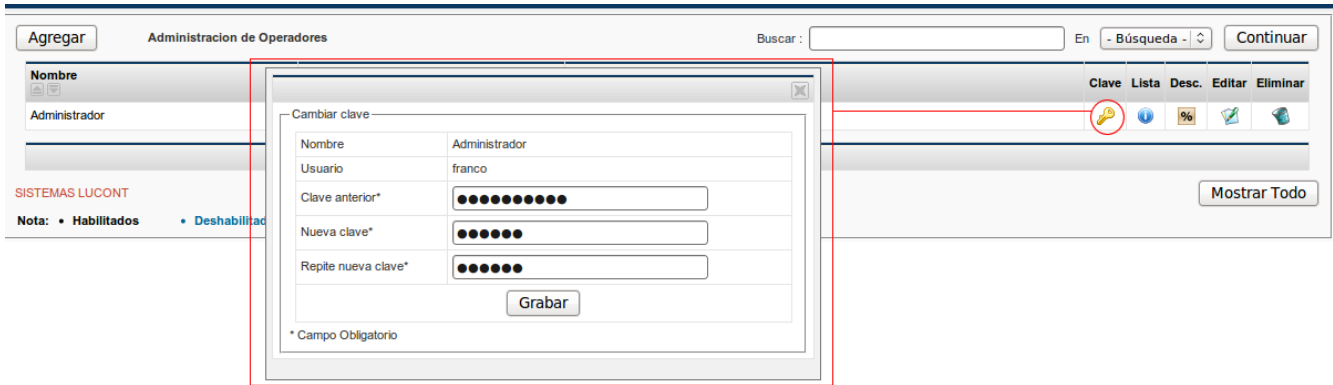 Agregar Administracion de Operadores Buscar : En - Búsqueda - Continuar
Nombre Clave Lista Desc. Editar Eliminar
Administrador %
Cambiar clave
Nombre Administrador
Usuario franco
Clave anterior* ●●●●●●●●●●
Nueva clave* ●●●●●●
Repite nueva clave* ●●●●●●
Grabar
* Campo Obligatorio
SISTEMAS LUCONT Mostrar Todo
Nota: • Habilitados • Deshabilitad